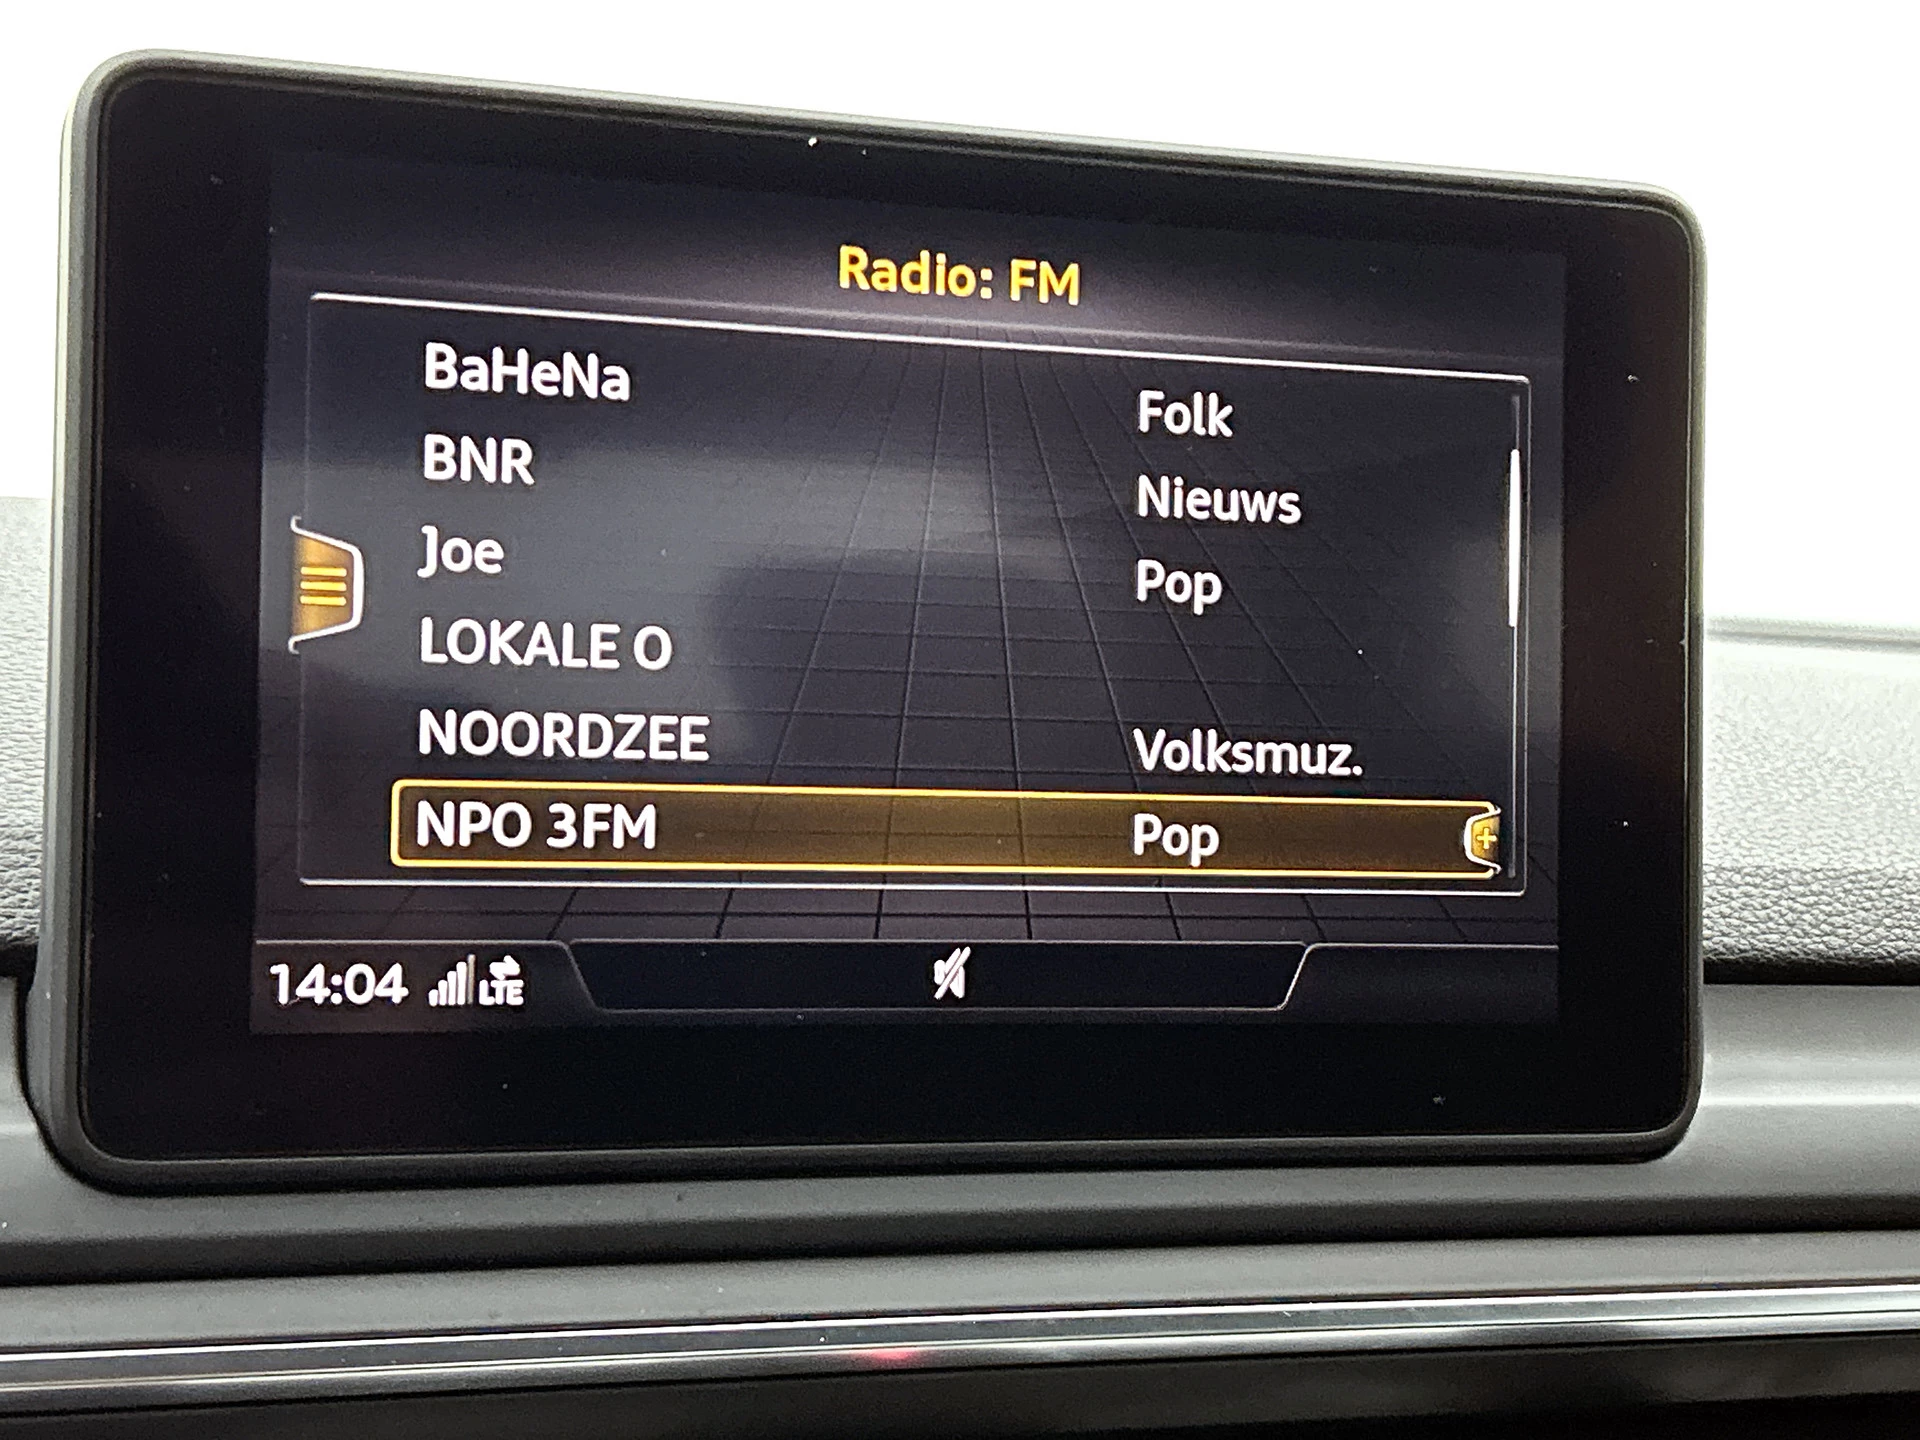 Radio: FM
BaHeNa Folk
BNR Nieuws
Joe Pop
LOKALE O
NOORDZEE Volksmuz.
NPO 3FM Pop
14:04 LTE